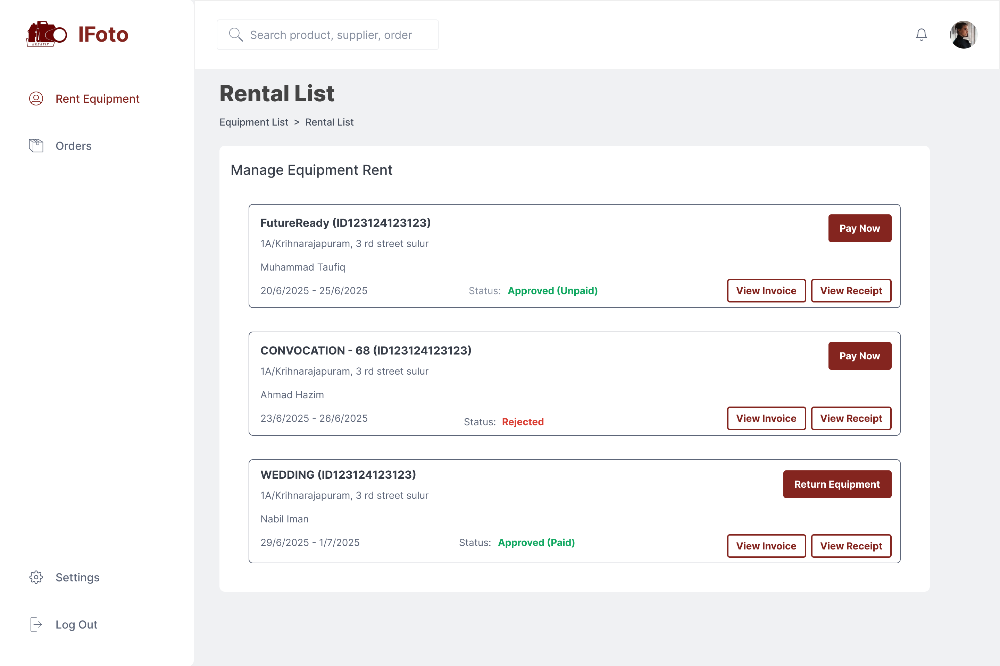 KREATIF
IFoto
Search product, supplier, order
Rent Equipment
Orders
Settings
Log Out
Rental List
Equipment List > Rental List
Manage Equipment Rent
FutureReady (ID123124123123)
Pay Now
1A/Krihnarajapuram, 3 rd street sulur
Muhammad Taufiq
20/6/2025 - 25/6/2025 Status: Approved (Unpaid) View Invoice View Receipt
CONVOCATION - 68 (ID123124123123)
Pay Now
1A/Krihnarajapuram, 3 rd street sulur
Ahmad Hazim
23/6/2025 - 26/6/2025 Status: Rejected View Invoice View Receipt
WEDDING (ID123124123123)
Return Equipment
1A/Krihnarajapuram, 3 rd street sulur
Nabil Iman
29/6/2025 - 1/7/2025 Status: Approved (Paid) View Invoice View Receipt